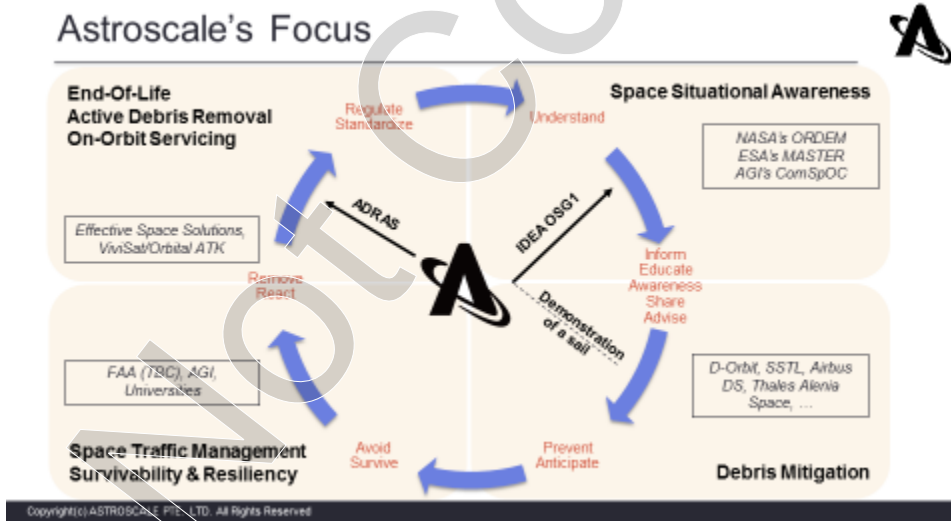 Astroscale's Focus
End-Of-Life
Active Debris Removal
On-Orbit Servicing
Regulate
Standardize
Understand
Space Situational Awareness
NASA's ORDEM
ESA's MASTER
AGI's ComSpOC
Effective Space Solutions,
ViviSat/Orbital ATK
ADRAS
IDEA OSG1
Remove
React
Inform
Educate
Awareness
Share
Advise
Demonstration
of a sail
FAA (TBC), AGI,
Universities
D-Orbit, SSTL, Airbus
DS, Thales Alenia
Space, ...
Space Traffic Management
Survivability & Resiliency
Avoid
Survive
Prevent
Anticipate
Debris Mitigation
Copyright(c) ASTROSCALE PTE. LTD. All Rights Reserved
Not